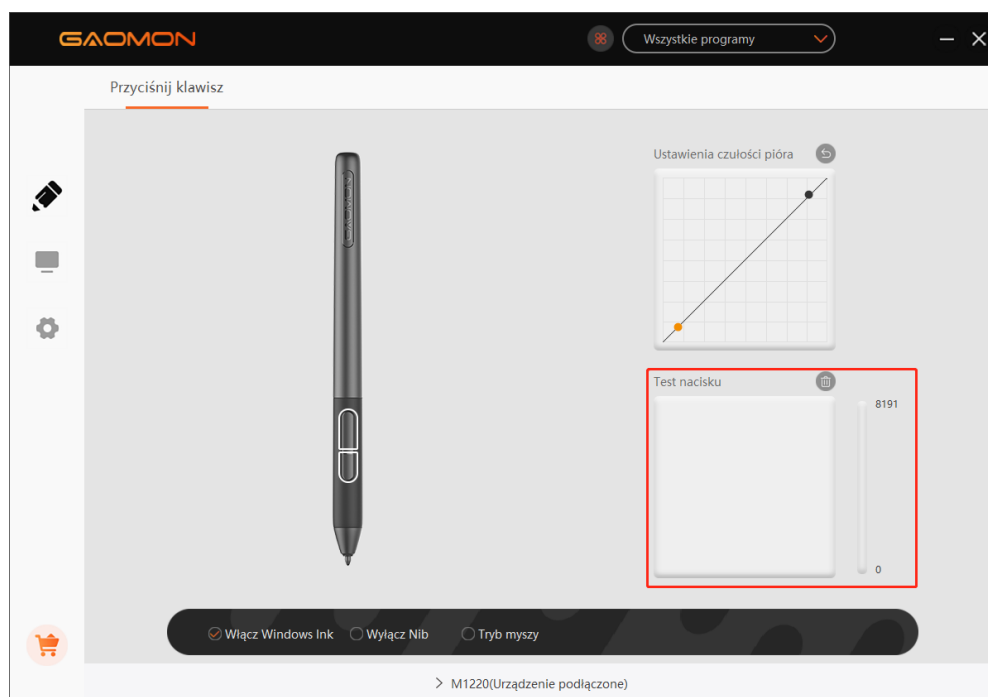 GAOMON
Wszystkie programy
Przyciśnij klawisz
Ustawienia czułości pióra
GAOMON
Test nacisku
8191
0
Włącz Windows Ink
Wyłącz Nib
Tryb myszy
M1220(Urządzenie podłączone)